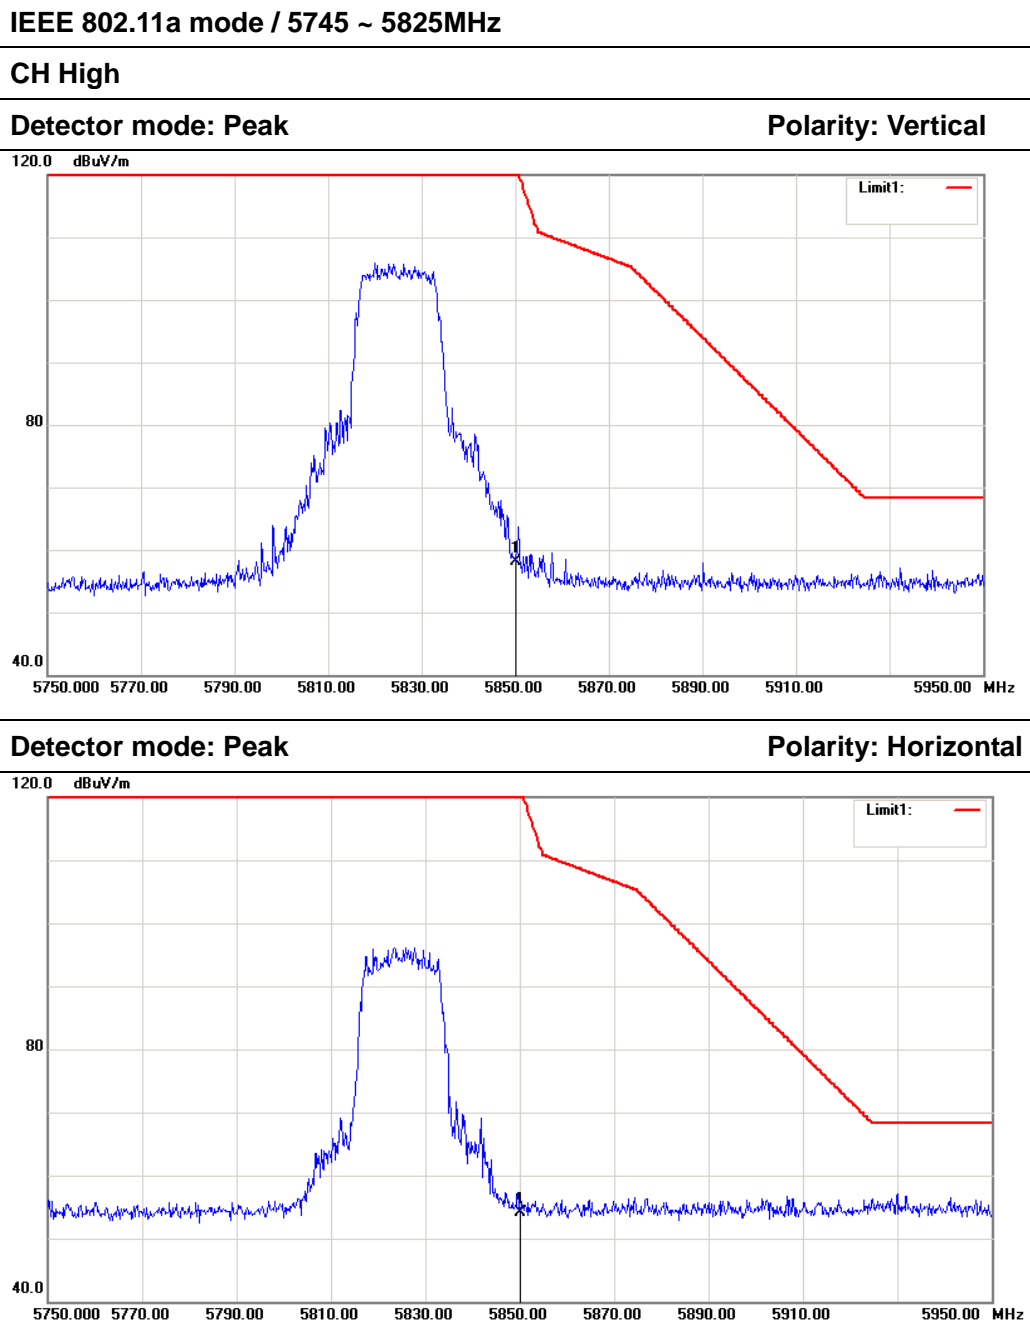 IEEE 802.11a mode / 5745 ~ 5825MHz
CH High
Detector mode: Peak Polarity: Vertical
120.0 dBuV/m
Limit1:
80
1
40.0
5750.000 5770.00 5790.00 5810.00 5830.00 5850.00 5870.00 5890.00 5910.00 5950.00 MHz
Detector mode: Peak Polarity: Horizontal
120.0 dBuV/m
Limit1:
80
1
40.0
5750.000 5770.00 5790.00 5810.00 5830.00 5850.00 5870.00 5890.00 5910.00 5950.00 MHz